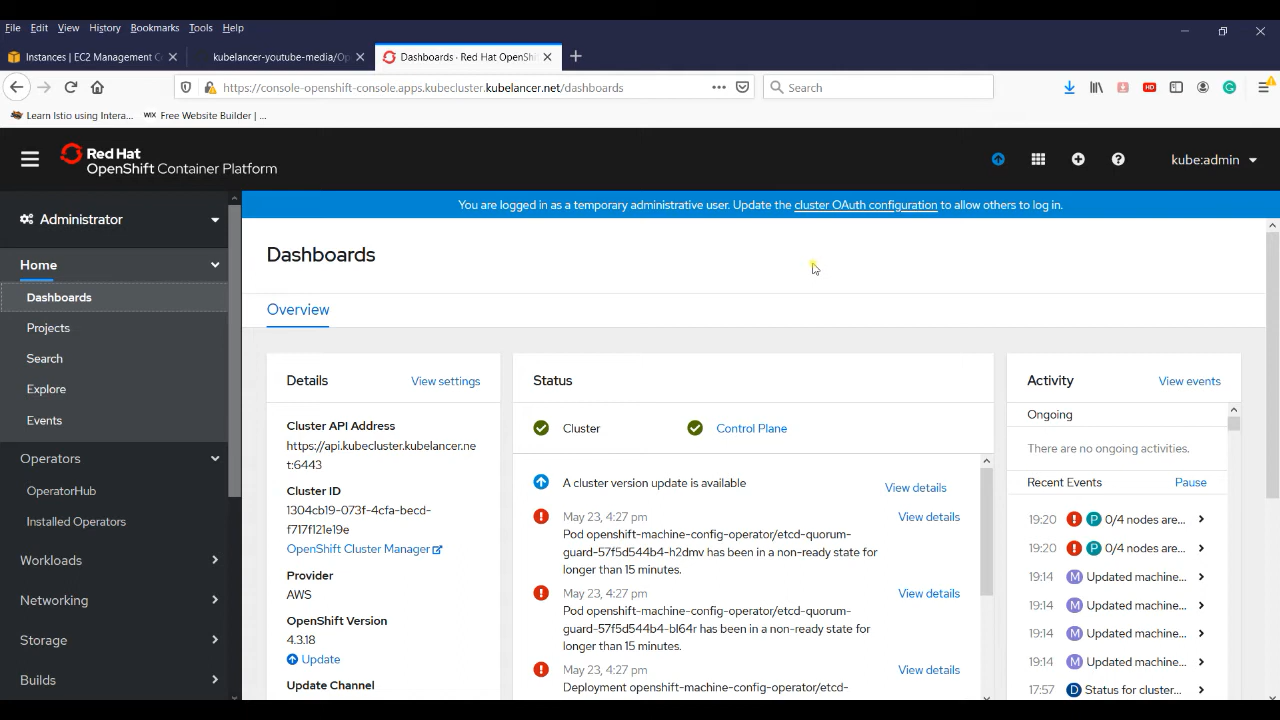 File Edit View History Bookmarks Tools Help
Instances | EC2 Management C
kubelancer-youtube-media/Op
Dashboards · Red Hat OpenShi
https://console-openshift-console.apps.kubecluster.kubelancer.net/dashboards
Search
HD
G
Learn Istio using Intera...
WIX Free Website Builder | ...
Red Hat
OpenShift Container Platform
kube:admin
Administrator
You are logged in as a temporary administrative user. Update the cluster OAuth configuration to allow others to log in.
Home
Dashboards
Projects
Search
Explore
Events
Operators
OperatorHub
Installed Operators
Workloads
Networking
Storage
Builds
Dashboards
Overview
Details
View settings
Cluster API Address
https://api.kubecluster.kubelancer.ne
t:6443
Cluster ID
1304cb19-073f-4cfa-becd-
f717f121e19e
OpenShift Cluster Manager
Provider
AWS
OpenShift Version
4.3.18
Update
Update Channel
Status
Cluster
Control Plane
A cluster version update is available
View details
May 23, 4:27 pm
View details
Pod openshift-machine-config-operator/etcd-quorum-
guard-57f5d544b4-h2dmv has been in a non-ready state for
longer than 15 minutes.
May 23, 4:27 pm
View details
Pod openshift-machine-config-operator/etcd-quorum-
guard-57f5d544b4-bl64r has been in a non-ready state for
longer than 15 minutes.
May 23, 4:27 pm
View details
Deployment openshift-machine-config-operator/etcd-
Activity
View events
Ongoing
There are no ongoing activities.
Recent Events
Pause
19:20 P 0/4 nodes are...
19:20 P 0/4 nodes are...
19:14 M Updated machine...
19:14 M Updated machine...
19:14 M Updated machine...
19:14 M Updated machine...
17:57 D Status for cluster...